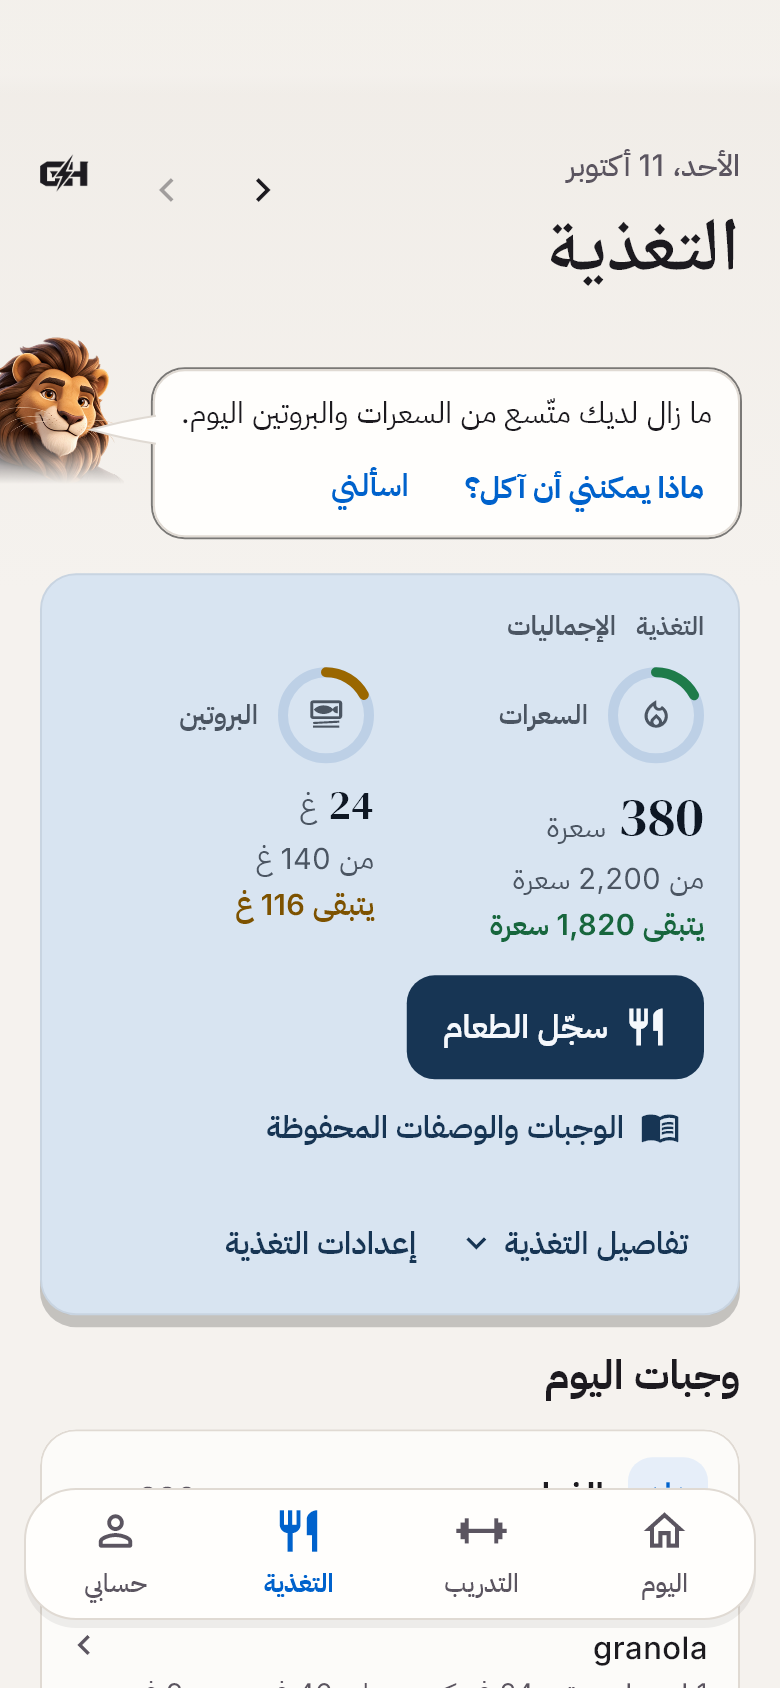 الأحد، 11 أكتوبر
GH
التغذية
ما زال لديك متّسع من السعرات والبروتين اليوم.
ماذا يمكنني أن آكل؟ اسألني
التغذية الإجماليات
السعرات
380 سعرة
من 2,200 سعرة
يتبقى 1,820 سعرة
البروتين
24 غ
من 140 غ
يتبقى 116 غ
سجّل الطعام
الوجبات والوصفات المحفوظة
تفاصيل التغذية إعدادات التغذية
وجبات اليوم
اليوم التدريب التغذية حسابي
granola